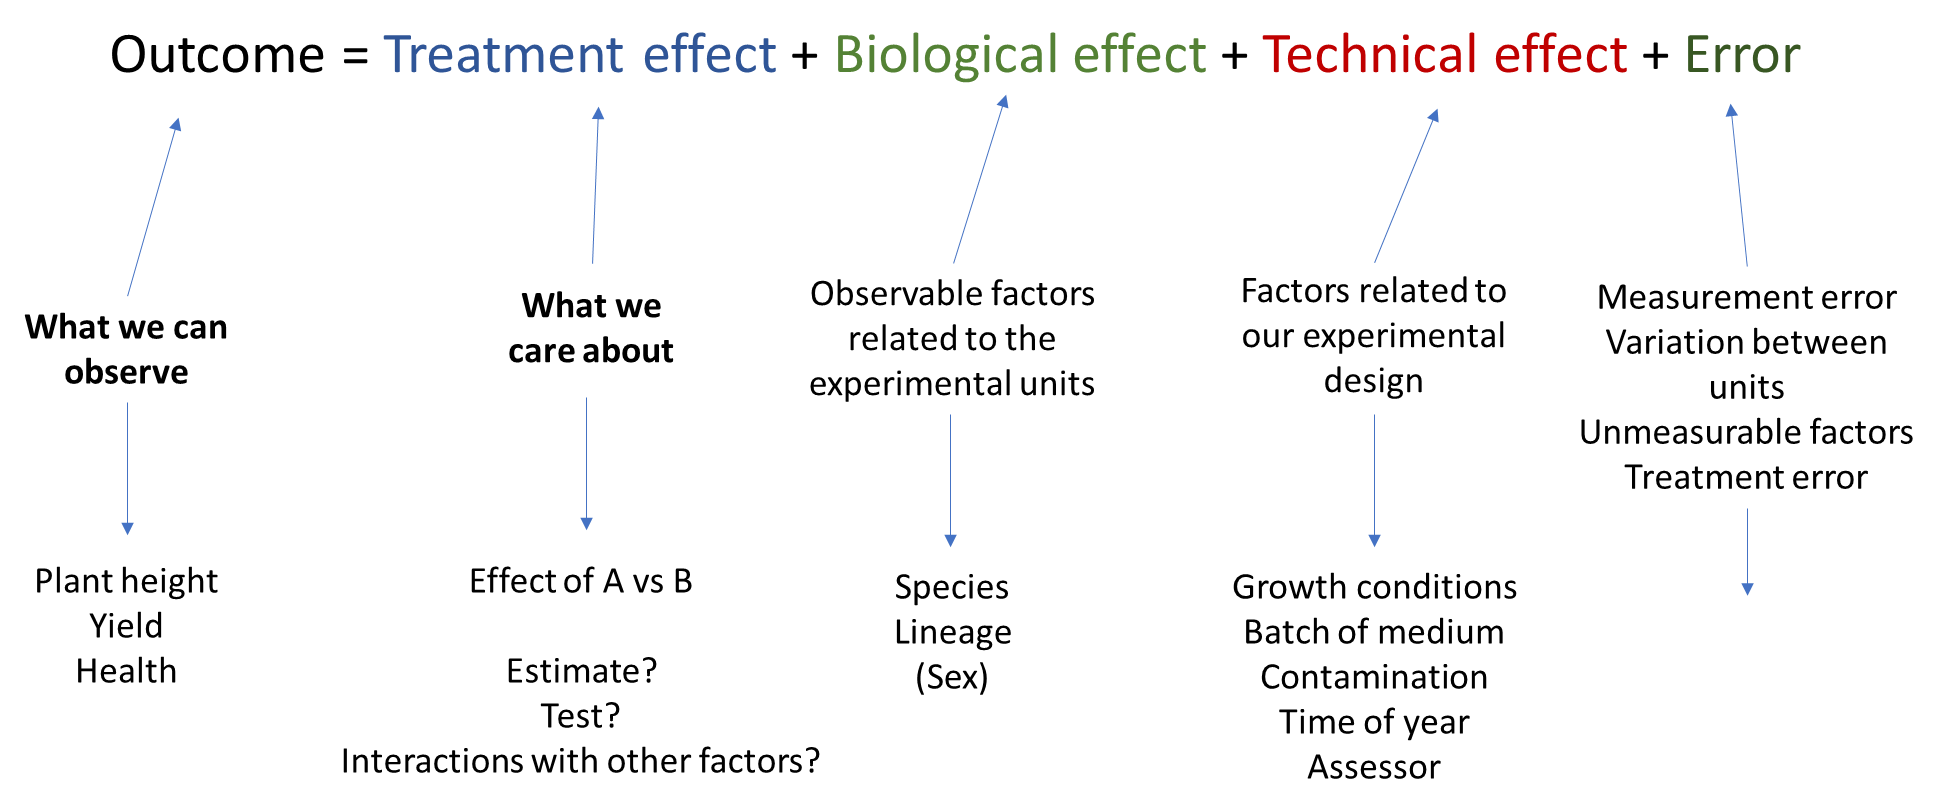 Outcome = Treatment effect + Biological effect + Technical effect + Error
What we can
observe
What we
care about
Observable factors
related to the
experimental units
Factors related to
our experimental
design
Measurement error
Variation between
units
Unmeasurable factors
Treatment error
Plant height
Yield
Health
Effect of A vs B
Estimate?
Test?
Interactions with other factors?
Species
Lineage
(Sex)
Growth conditions
Batch of medium
Contamination
Time of year
Assessor